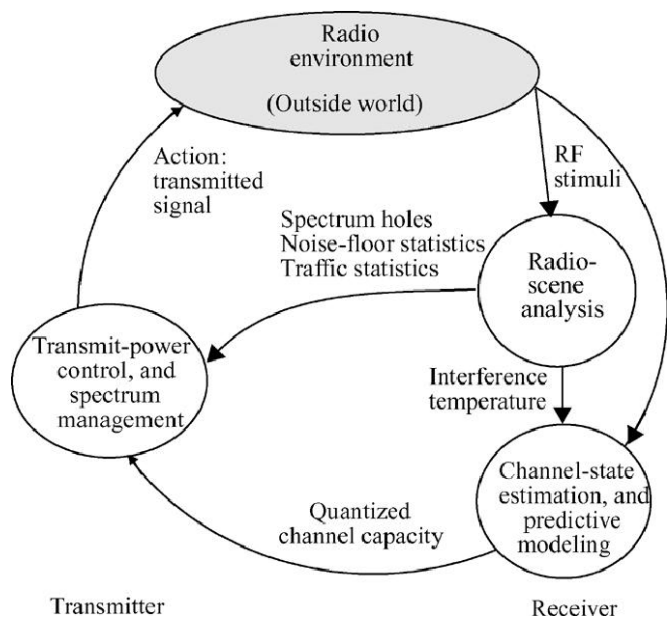 Radio
environment
(Outside world)
Action:
transmitted
signal
RF
stimuli
Spectrum holes
Noise-floor statistics
Traffic statistics
Radio-
scene
analysis
Transmit-power
control, and
spectrum
management
Interference
temperature
Channel-state
estimation, and
predictive
modeling
Quantized
channel capacity
Transmitter
Receiver